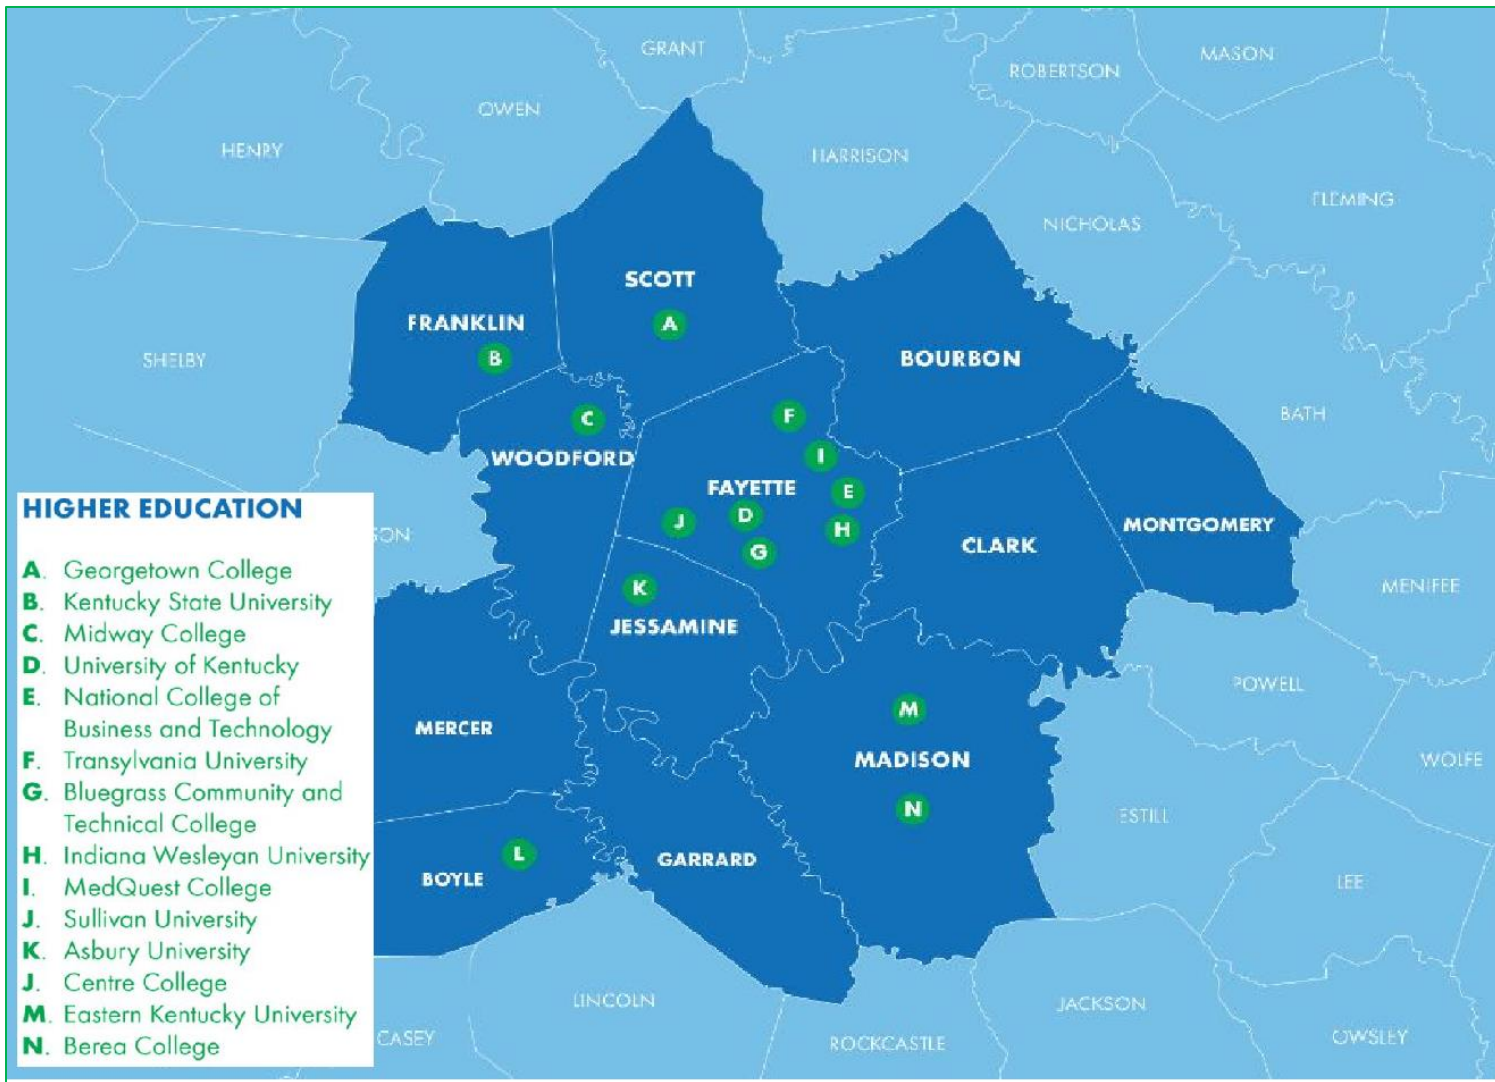 GRANT
MASON
ROBERTSON
OWEN
HENRY
HARRISON
FLEMING
NICHOLAS
SCOTT
FRANKLIN
A
B
SHELBY
BOURBON
C
F
BATH
WOODFORD
I
FAYETTE
E
J
D
H
G
MONTGOMERY
CLARK
SON
K
JESSAMINE
MENIFEE
POWELL
M
MERCER
MADISON
WOLFE
N
ESTILL
L
BOYLE
GARRARD
LEE
LINCOLN
JACKSON
CASEY
ROCKCASTLE
OWSLEY
HIGHER EDUCATION
A. Georgetown College
B. Kentucky State University
C. Midway College
D. University of Kentucky
E. National College of
Business and Technology
F. Transylvania University
G. Bluegrass Community and
Technical College
H. Indiana Wesleyan University
I. MedQuest College
J. Sullivan University
K. Asbury University
J. Centre College
M. Eastern Kentucky University
N. Berea College